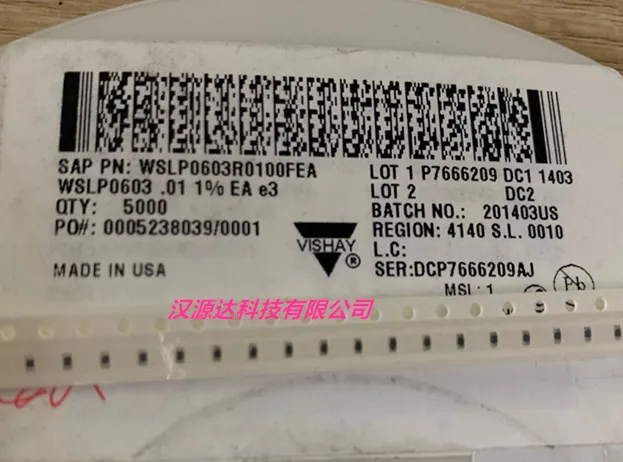 SAP PN: WSLP0603R0100FEA
WSLP0603 .01 1% EA e3
QTY: 5000
PO#: 0005238039/0001
MADE IN USA
VISHAY ®
LOT 1 P7666209 DC1 1403
LOT 2 DC2
BATCH NO.: 201403US
REGION: 4140 S.L. 0010
L.C:
SER:DCP7666209AJ
MSL: 1
Pb
汉源达科技有限公司